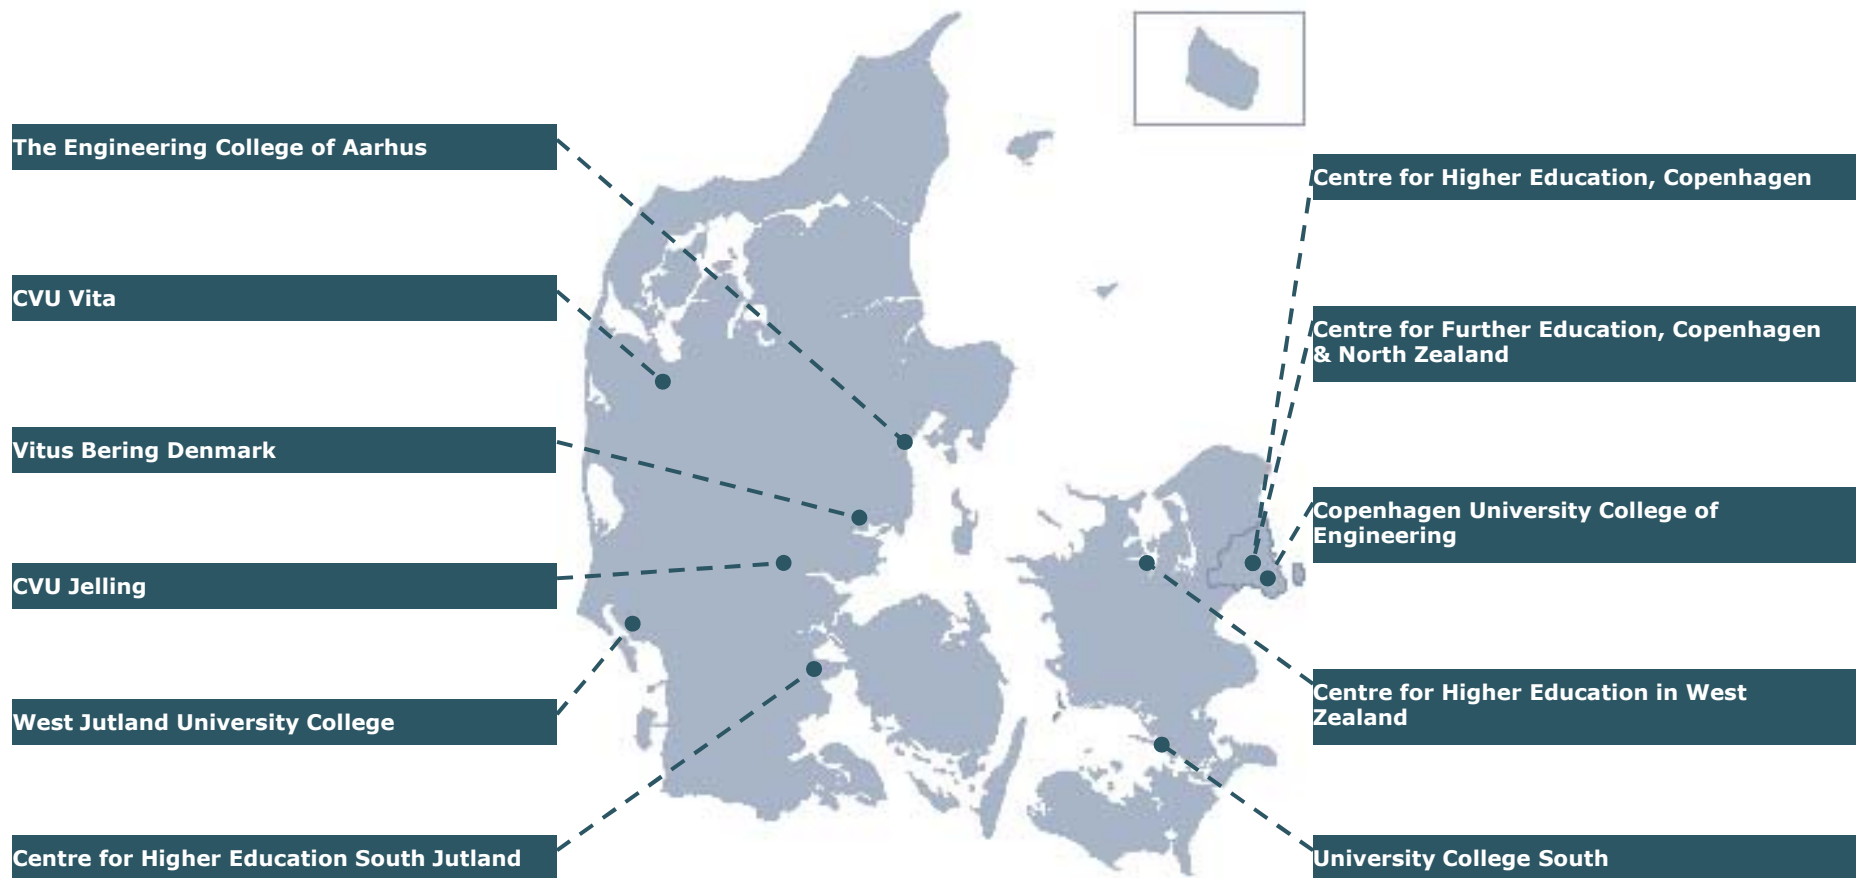 The Engineering College of Aarhus
CVU Vita
Vitus Bering Denmark
CVU Jelling
West Jutland University College
Centre for Higher Education South Jutland
Centre for Higher Education, Copenhagen
Centre for Further Education, Copenhagen
& North Zealand
Copenhagen University College of
Engineering
Centre for Higher Education in West
Zealand
University College South